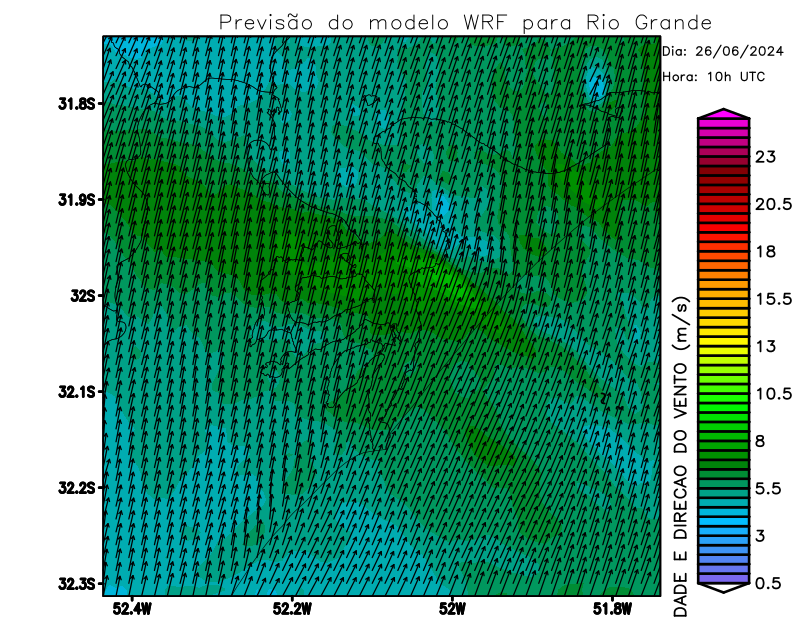 Previsão do modelo WRF para Rio Grande
Dia: 26/06/2024
Hora: 10h UTC
31.8S
31.9S
32S
32.1S
32.2S
32.3S
52.4W
52.2W
52W
51.8W
23
20.5
18
15.5
13
10.5
8
5.5
3
0.5
DADE E DIRECAO DO VENTO (m/s)